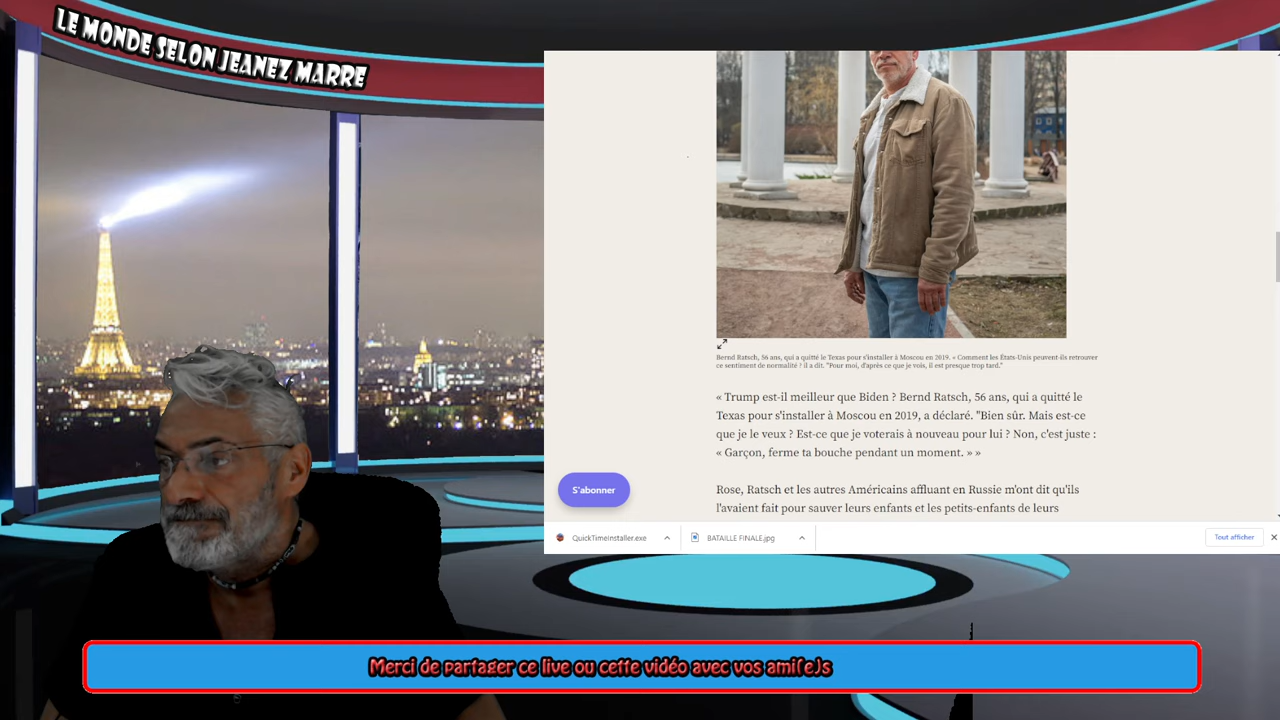 LE MONDE SELON JEANEZ MARRE
Bernd Ratsch, 56 ans, qui a quitté le Texas pour s'installer à Moscou en 2019. « Comment les États-Unis peuvent-ils retrouver
ce sentiment de normalité ? il a dit. "Pour moi, d'après ce que je vois, il est presque trop tard."
« Trump est-il meilleur que Biden ? Bernd Ratsch, 56 ans, qui a quitté le
Texas pour s'installer à Moscou en 2019, a déclaré. "Bien sûr. Mais est-ce
que je le veux ? Est-ce que je voterais à nouveau pour lui ? Non, c'est juste :
« Garçon, ferme ta bouche pendant un moment. » »
Rose, Ratsch et les autres Américains affluant en Russie m'ont dit qu'ils
l'avaient fait pour sauver leurs enfants et les petits-enfants de leurs
S'abonner
QuickTimeInstaller.exe
BATAILLE FINALE.jpg
Tout afficher
Merci de partager ce live ou cette vidéo avec vos ami(e)s